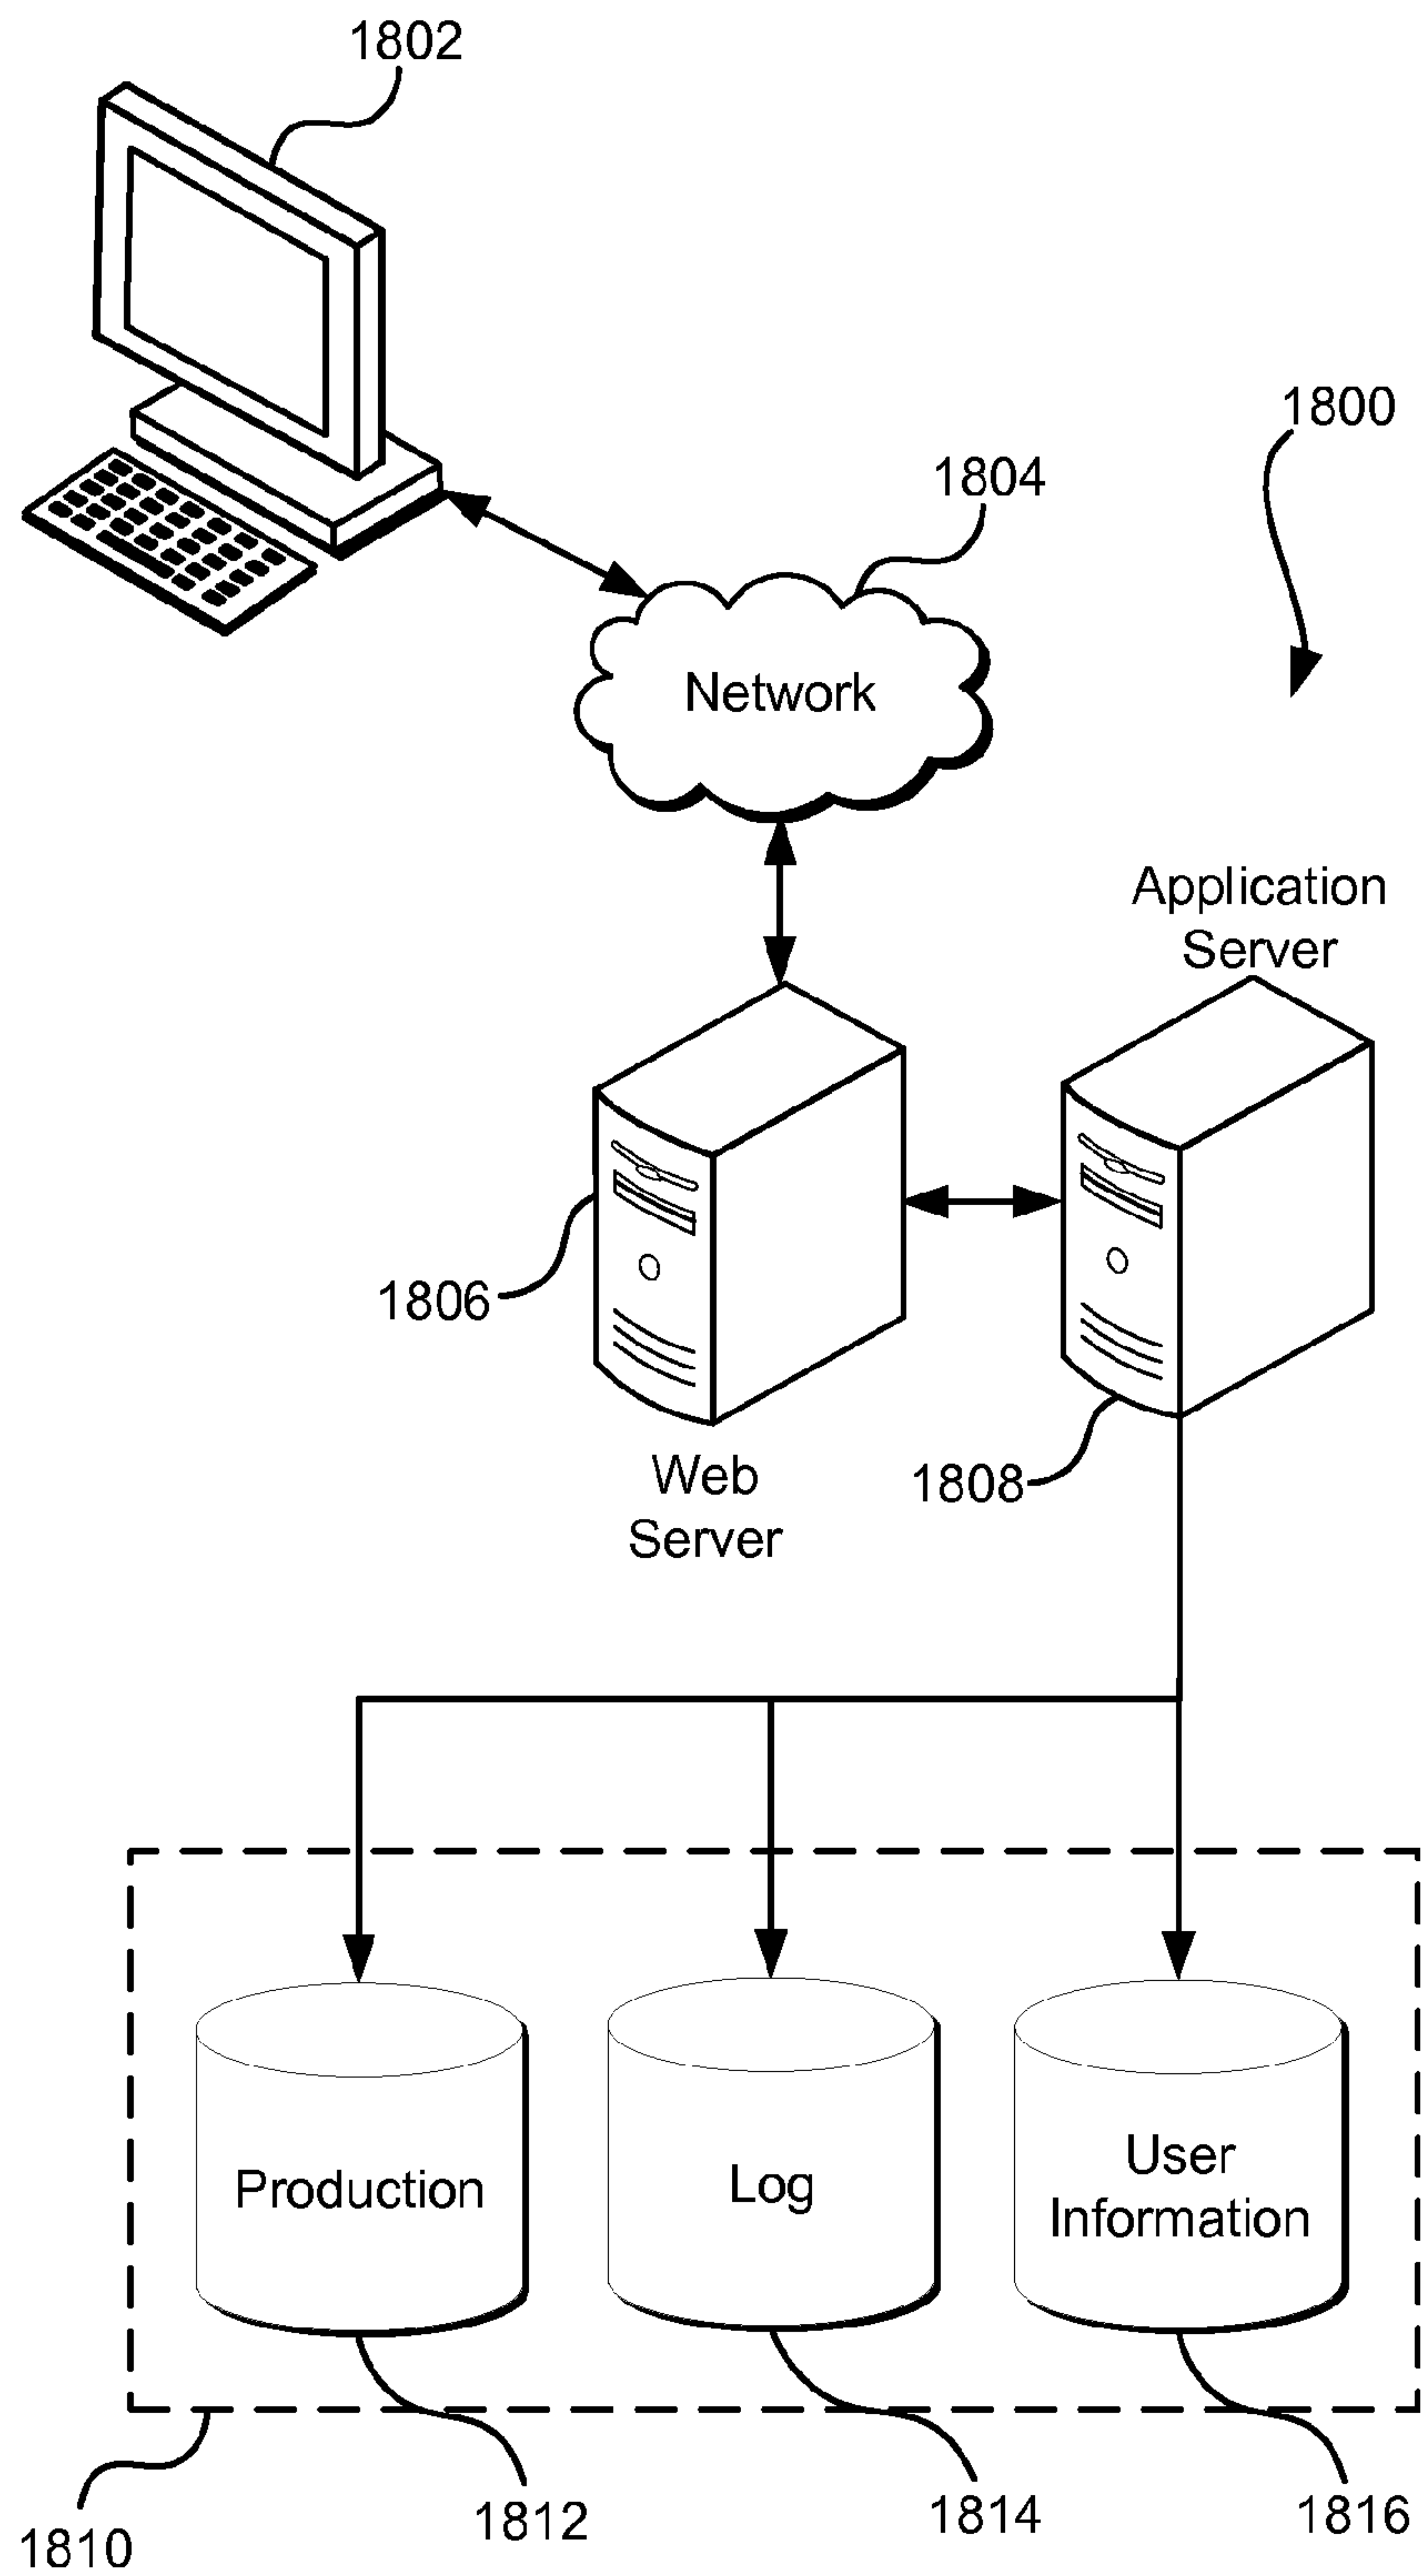 1802
1800
1804
Network
Application
Server
1806
Web
Server
1808
Production
Log
User
Information
1810
1812
1814
1816